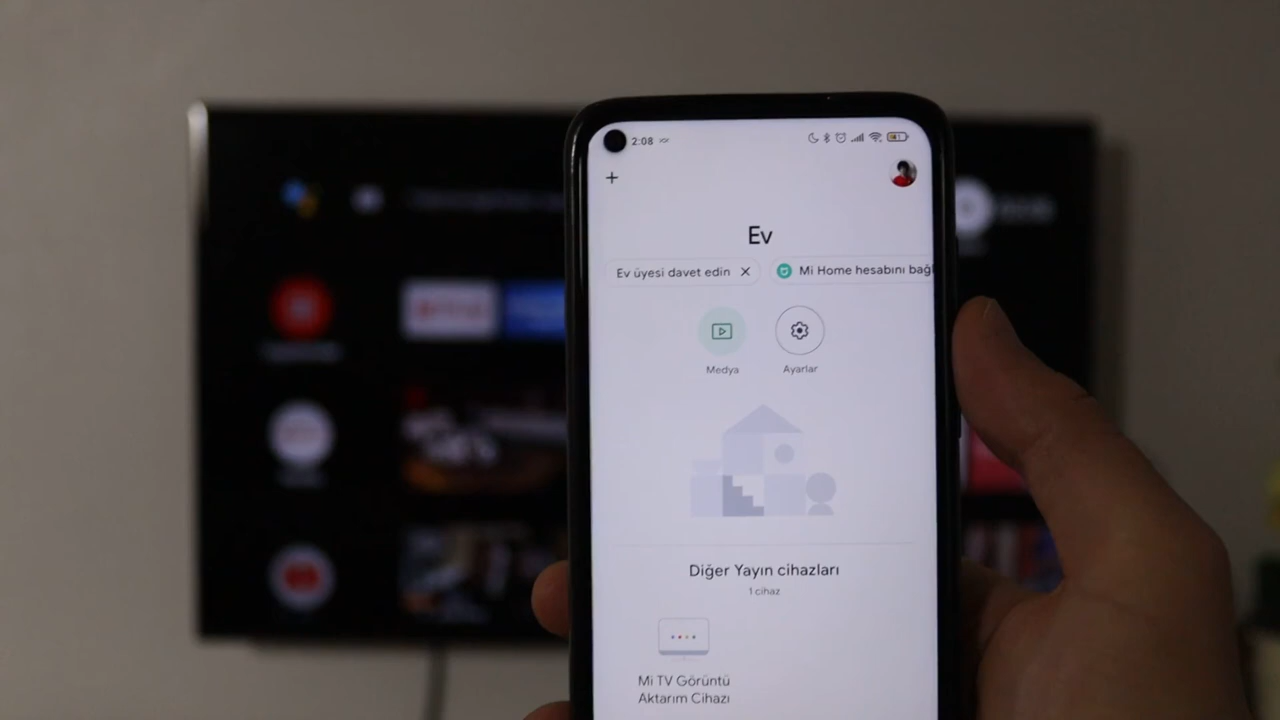 2:08
Ev
Ev üyesi davet edin
Mi Home hesabını bağl
Medya
Ayarlar
Diğer Yayın cihazları
1 cihaz
Mi TV Görüntü
Aktarım Cihazı